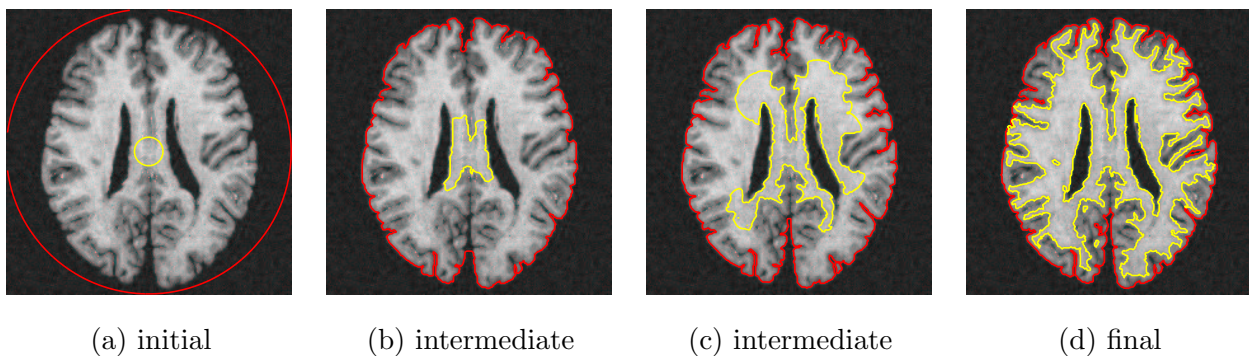 (a) initial
(b) intermediate
(c) intermediate
(d) final